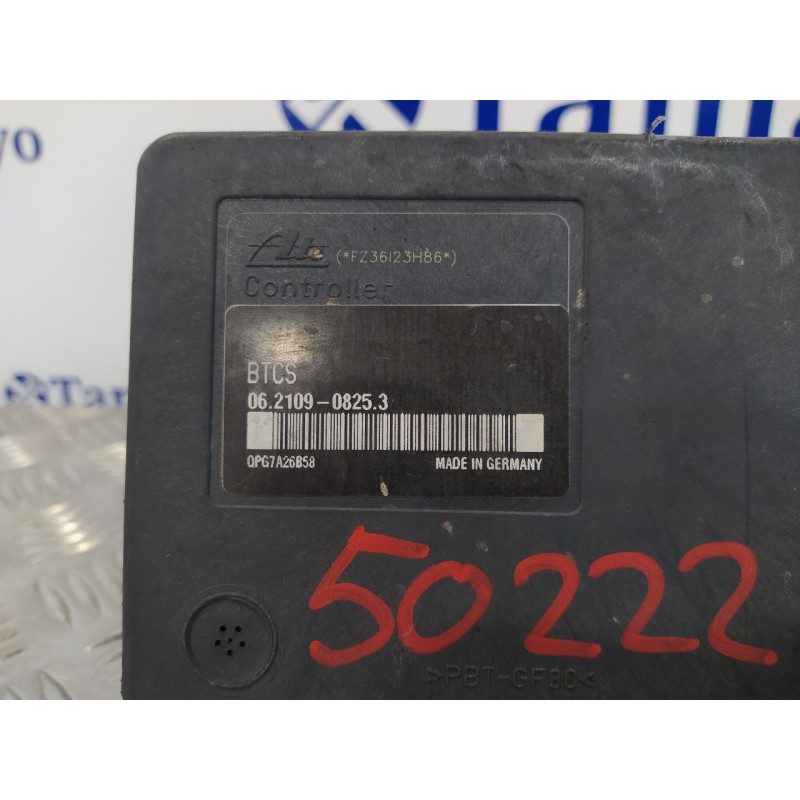 Ate (*FZ36I23H86*)
Controller
BTCS
06.2109-0825.3
QPG7A26B58 MADE IN GERMANY
50222
>PBT-GF30<